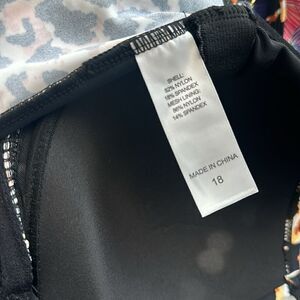 SHELL:
82% NYLON
18% SPANDEX
MESH LINING:
86% NYLON
14% SPANDEX
MADE IN CHINA
18